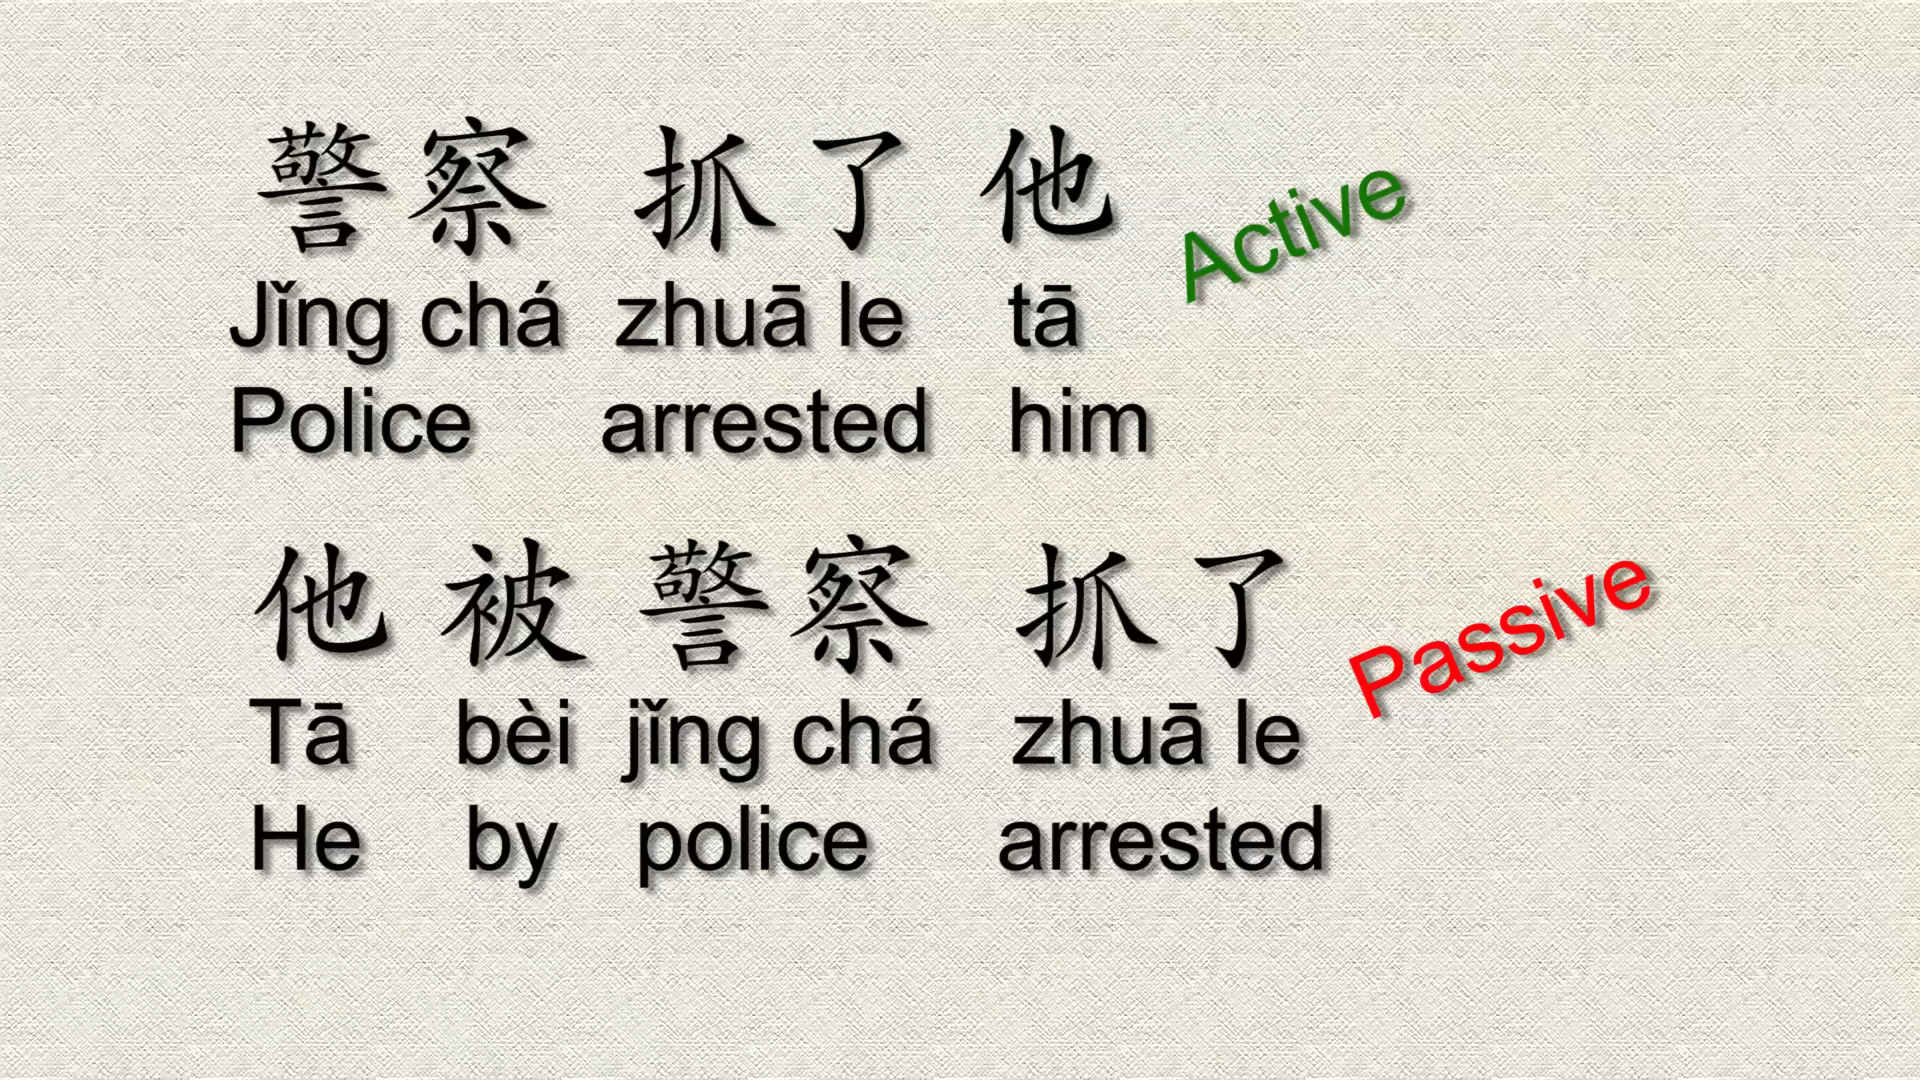 警察 抓了 他
Active
Jǐng chá zhuā le tā
Police arrested him
他 被 警察 抓了
Passive
Tā bèi jǐng chá zhuā le
He by police arrested